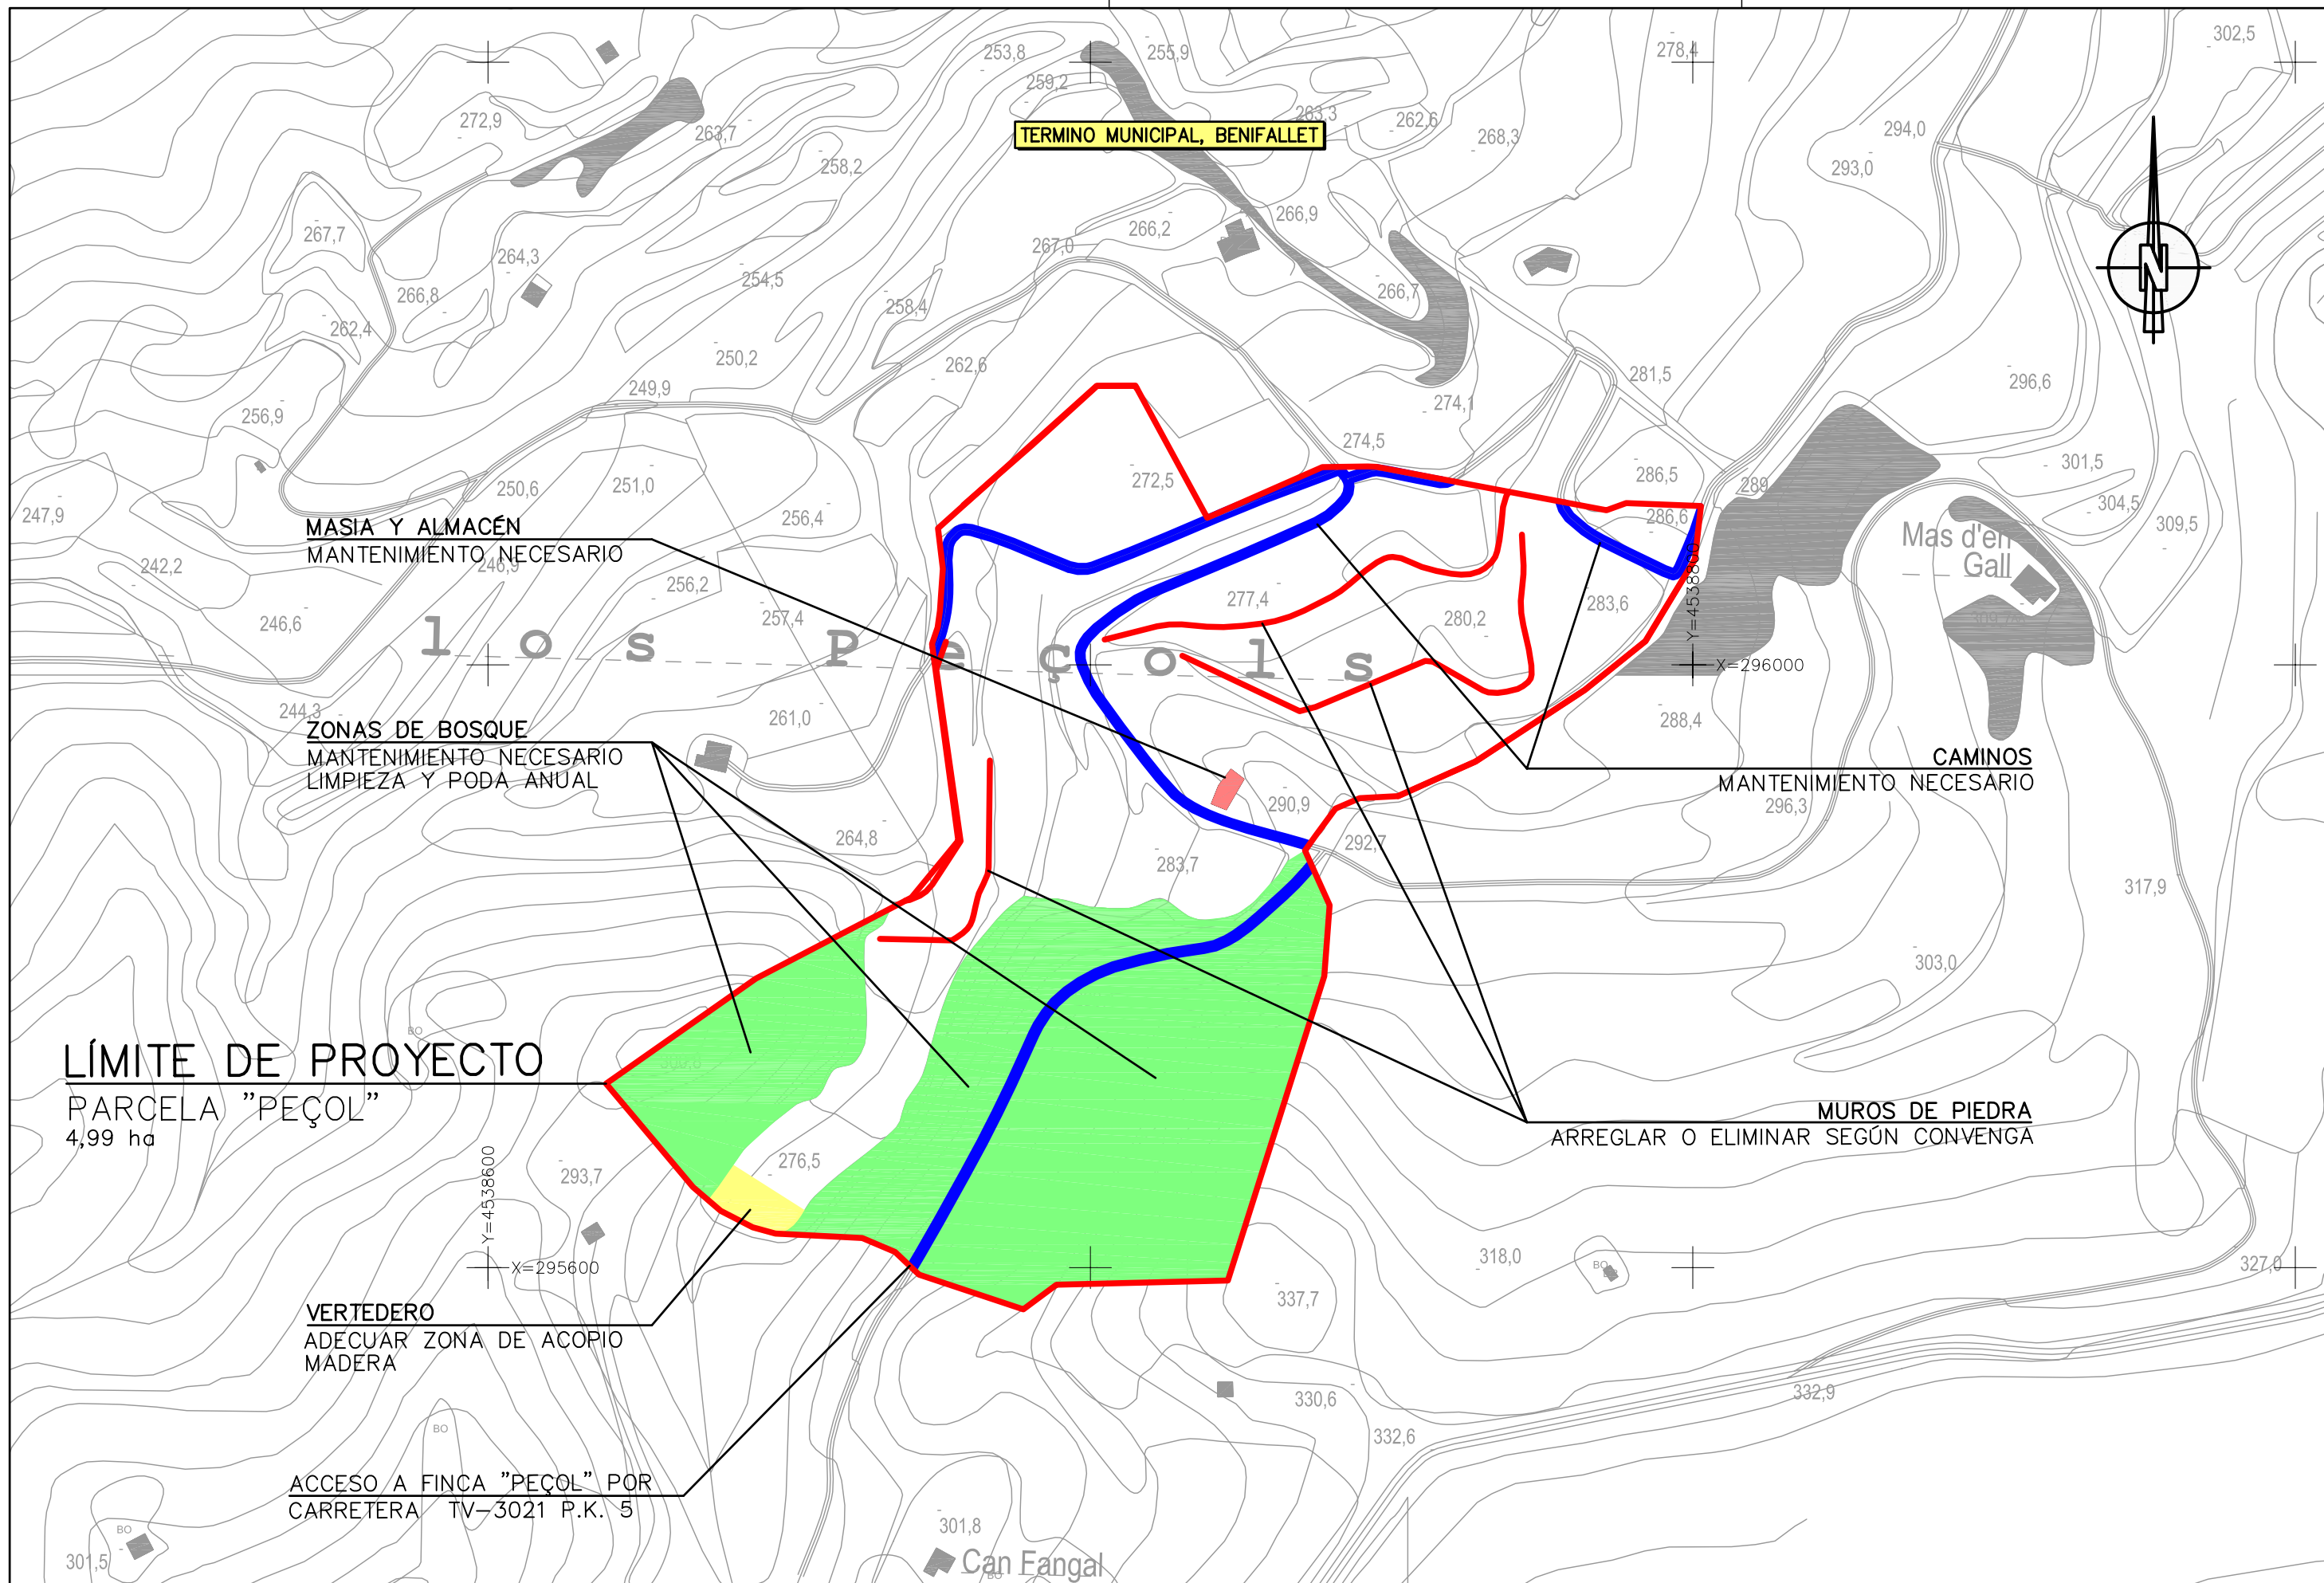 253,8
255,9
278,4
302,5
259,2
272,9
263,7
263,3
262,6
268,3
294,0
TERMINO MUNICIPAL, BENIFALLET
258,2
293,0
267,7
266,2
266,9
267,0
264,3
254,5
266,8
258,4
266,7
262,4
250,2
262,6
281,5
296,6
249,9
256,9
274,1
274,5
272,5
286,5
301,5
250,6
251,0
289
304,5
247,9
256,4
286,6
309,5
MASIA Y ALMACÉN
MANTENIMIENTO NECESARIO
Mas d'en
Gall
242,2
246,9
256,2
277,4
283,6
246,6
257,4
280,2
los Peçols
Y=4538800
X=296000
244,3
261,0
288,4
ZONAS DE BOSQUE
MANTENIMIENTO NECESARIO
LIMPIEZA Y PODA ANUAL
CAMINOS
MANTENIMIENTO NECESARIO
290,9
296,3
264,8
292,7
283,7
317,9
303,0
BO
LÍMITE DE PROYECTO
PARCELA "PEÇOL"
4,99 ha
MUROS DE PIEDRA
ARREGLAR O ELIMINAR SEGÚN CONVENGA
276,5
293,7
Y=4538600
X=295600
318,0
BO
327,0
337,7
VERTEDERO
ADECUAR ZONA DE ACOPIO
MADERA
330,6
332,9
BO
332,6
ACCESO A FINCA "PEÇOL" POR
CARRETERA TV-3021 P.K. 5
301,8
BO
301,5
Can Fangal
BO
N